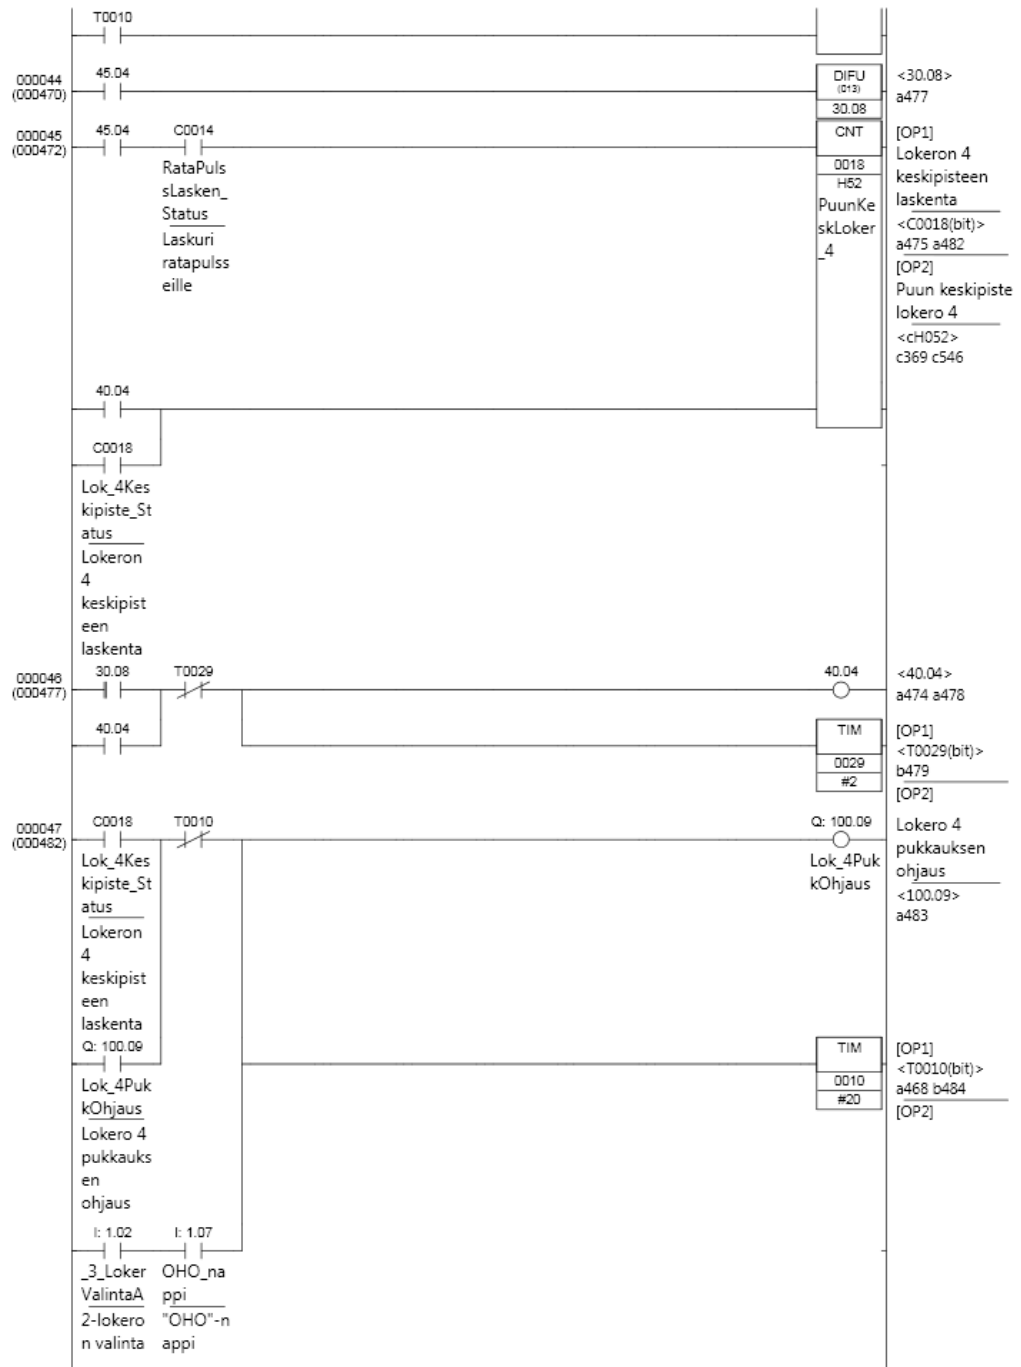 T0010
000044
(000470)
45.04
DIFU
(013)
30.08
<30.08>
a477
000045
(000472)
45.04
C0014
RataPuls
sLasken_
Status
Laskuri
ratapulss
eille
CNT
0018
H52
PuunKe
skLoker
_4
[OP1]
Lokeron 4
keskipisteen
laskenta
<C0018(bit)>
a475 a482
[OP2]
Puun keskipiste
lokero 4
<cH052>
c369 c546
40.04
C0018
Lok_4Kes
kipiste_St
atus
Lokeron
4
keskipist
een
laskenta
000046
(000477)
30.08
T0029
40.04
<40.04>
a474 a478
40.04
TIM
0029
#2
[OP1]
<T0029(bit)>
b479
[OP2]
000047
(000482)
C0018
T0010
Lok_4Kes
kipiste_St
atus
Lokeron
4
keskipist
een
laskenta
Q: 100.09
Lok_4Puk
kOhjaus
Lokero 4
pukkauksen
ohjaus
<100.09>
a483
Q: 100.09
Lok_4Puk
kOhjaus
Lokero 4
pukkauks
en
ohjaus
TIM
0010
#20
[OP1]
<T0010(bit)>
a468 b484
[OP2]
I: 1.02
_3_Loker
ValintaA
2-lokero
n valinta
I: 1.07
OHO_na
ppi
"OHO"-n
appi